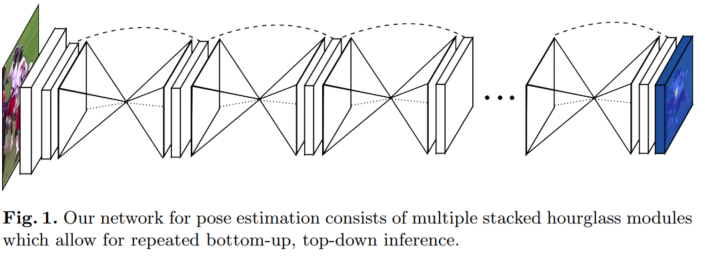 Fig. 1. Our network for pose estimation consists of multiple stacked hourglass modules
which allow for repeated bottom-up, top-down inference.